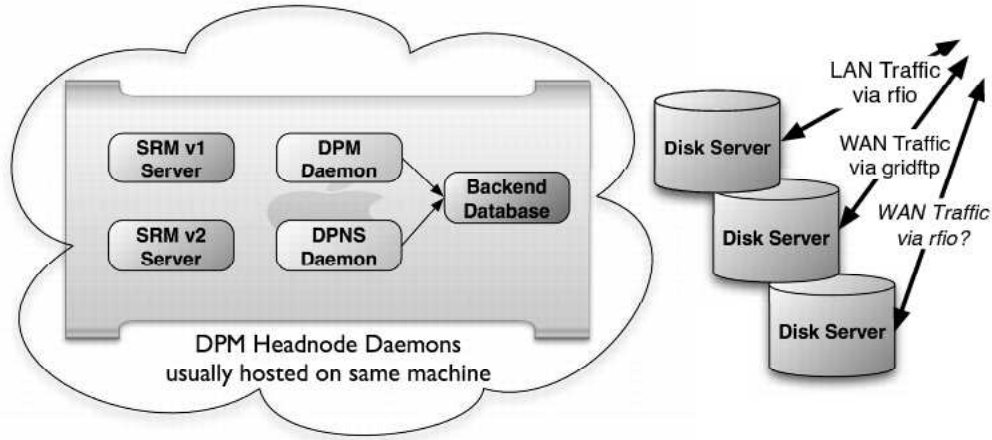 SRM v1
Server
SRM v2
Server
DPM
Daemon
DPNS
Daemon
Backend
Database
DPM Headnode Daemons
usually hosted on same machine
Disk Server
Disk Server
Disk Server
LAN Traffic
via rfio
WAN Traffic
via gridftp
WAN Traffic
via rfio?